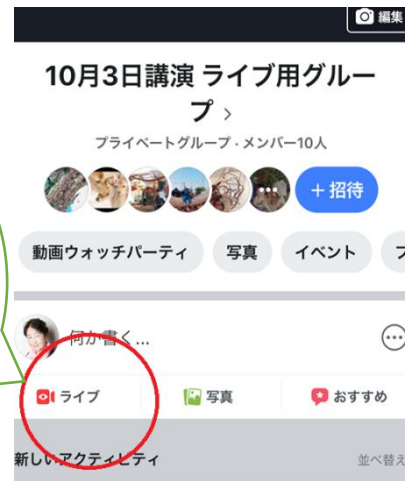 編集
10月3日講演 ライブ用グルー
プ >
プライベートグループ · メンバー10人
+ 招待
動画ウォッチパーティ 写真 イベント
何か書く...
ライブ 写真 おすすめ
新しいアクティビティ 並べ替え